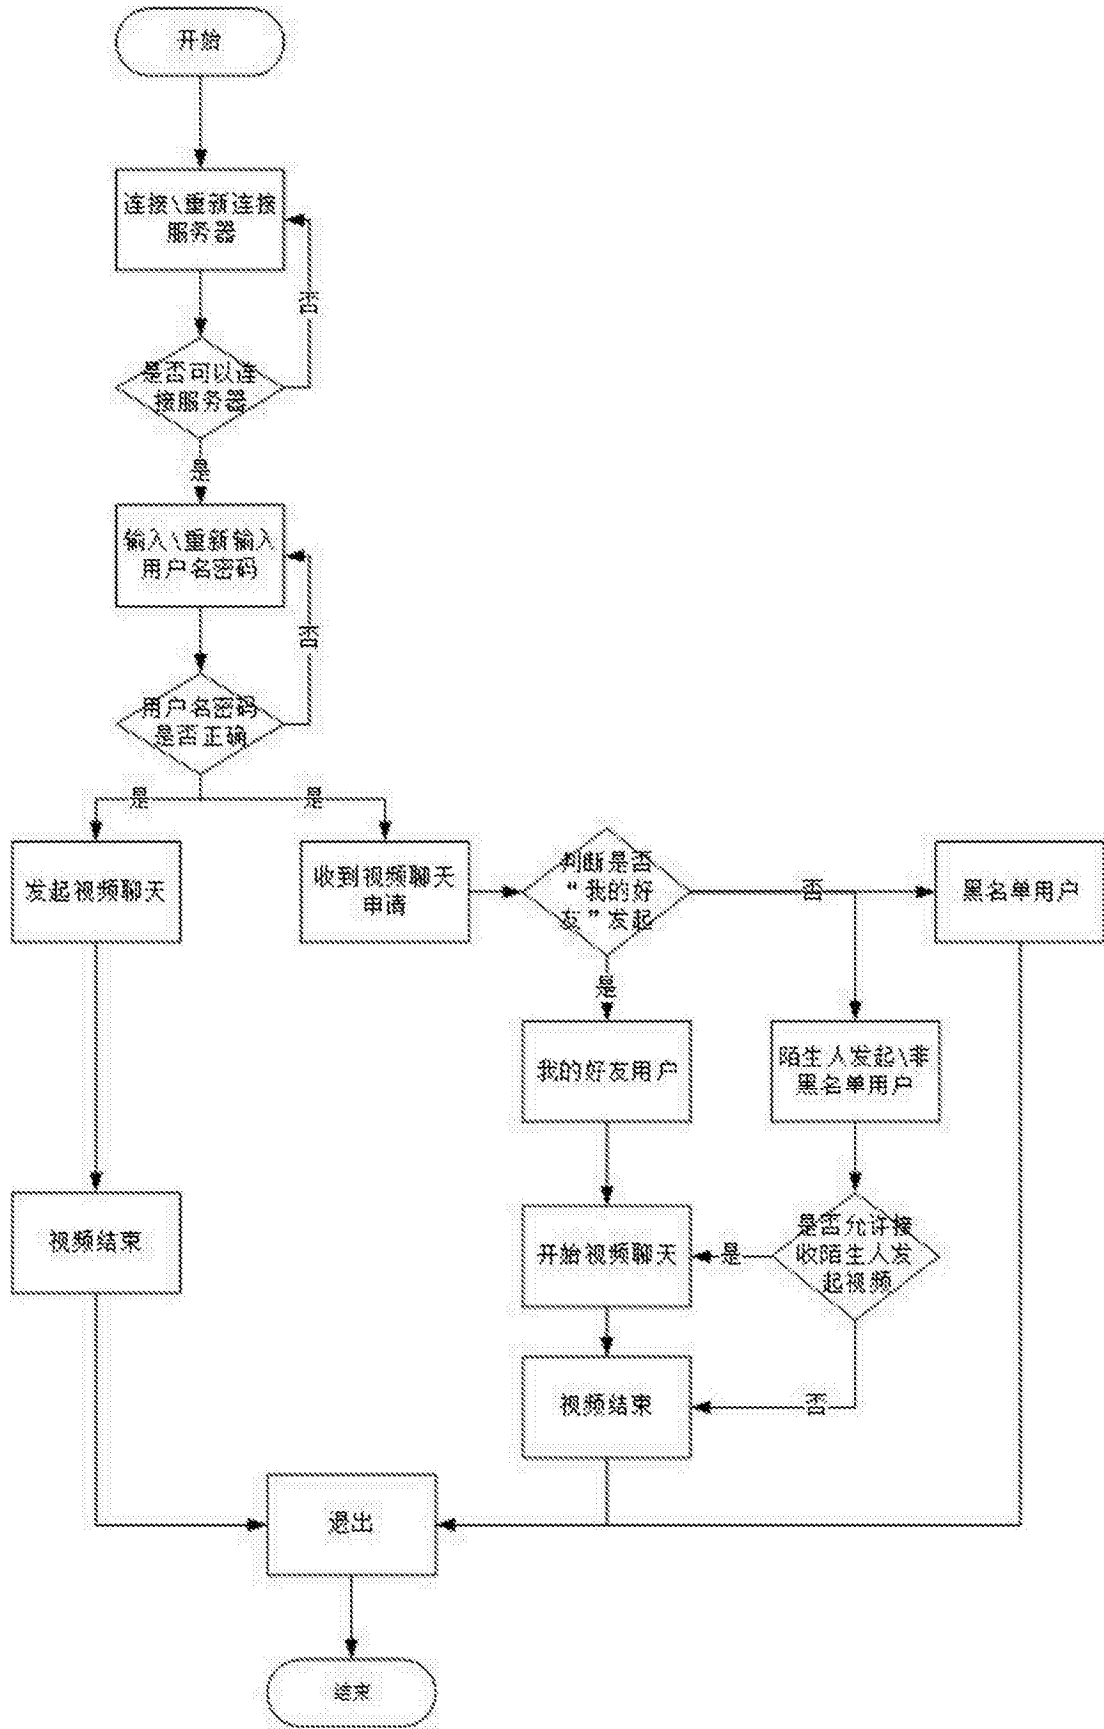 开始
连接\重新连接
服务器
否
是否可以连
接服务器
是
输入\重新输入
用户名密码
否
用户名密码
是否正确
是
是
发起视频聊天
收到视频聊天
申请
判断是否
“我的好
友”发起
否
黑名单用户
是
我的好友用户
陌生人发起\非
黑名单用户
视频结束
开始视频聊天
是
是否允许接
收陌生人发
起视频
视频结束
否
退出
结束